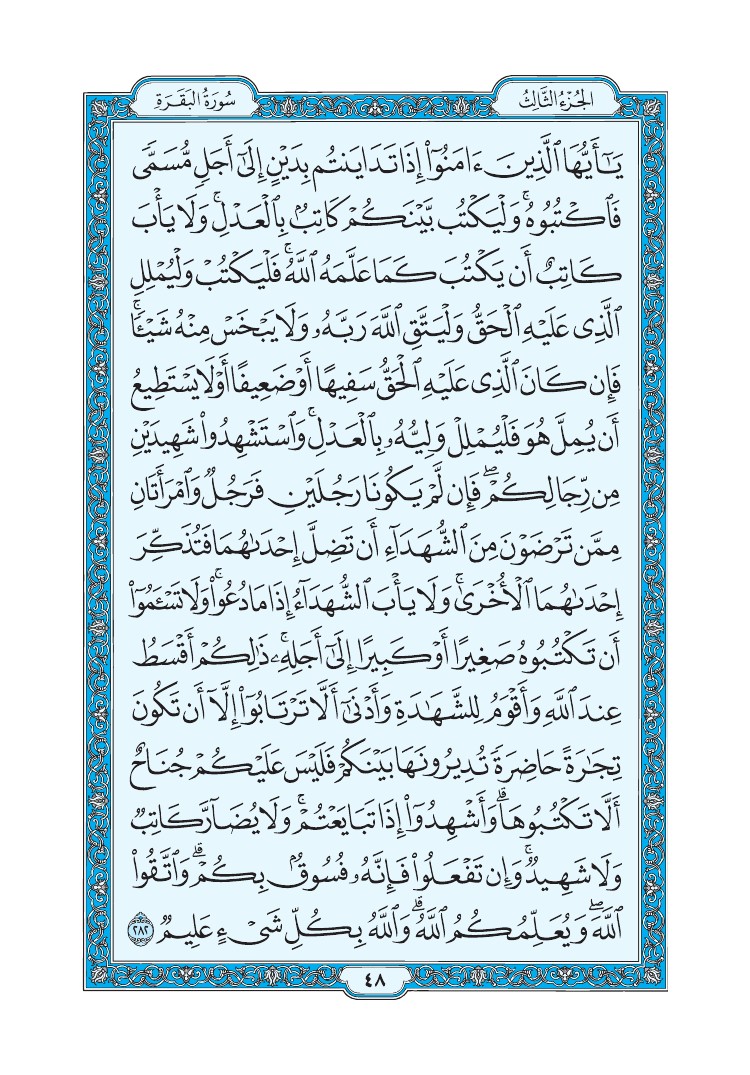 الجُزْءُ الثَّالِثُ
سُورَةُ البَقَرَةِ
يَٰٓأَيُّهَا ٱلَّذِينَ ءَامَنُوٓاْ إِذَا تَدَايَنتُم بِدَيْنٍ إِلَىٰٓ أَجَلٖ مُّسَمّٗى
فَٱكْتُبُوهُۚ وَلْيَكْتُب بَّيْنَكُمْ كَاتِبُۢ بِٱلْعَدْلِۚ وَلَا يَأْبَ
كَاتِبٌ أَن يَكْتُبَ كَمَا عَلَّمَهُ ٱللَّهُۚ فَلْيَكْتُبْ وَلْيُمْلِلِ
ٱلَّذِى عَلَيْهِ ٱلْحَقُّ وَلْيَتَّقِ ٱللَّهَ رَبَّهُۥ وَلَا يَبْخَسْ مِنْهُ شَيْـٔٗاۚ
فَإِن كَانَ ٱلَّذِى عَلَيْهِ ٱلْحَقُّ سَفِيهًا أَوْ ضَعِيفًا أَوْ لَا يَسْتَطِيعُ
أَن يُمِلَّ هُوَ فَلْيُمْلِلْ وَلِيُّهُۥ بِٱلْعَدْلِۚ وَٱسْتَشْهِدُواْ شَهِيدَيْنِ
مِن رِّجَالِكُمْۖ فَإِن لَّمْ يَكُونَا رَجُلَيْنِ فَرَجُلٞ وَٱمْرَأَتَانِ
مِمَّن تَرْضَوْنَ مِنَ ٱلشُّهَدَآءِ أَن تَضِلَّ إِحْدَىٰهُمَا فَتُذَكِّرَ
إِحْدَىٰهُمَا ٱلْأُخْرَىٰۚ وَلَا يَأْبَ ٱلشُّهَدَآءُ إِذَا مَا دُعُواْۚ وَلَا تَسْـَٔمُوٓاْ
أَن تَكْتُبُوهُ صَغِيرًا أَوْ كَبِيرًا إِلَىٰٓ أَجَلِهِۦۚ ذَٰلِكُمْ أَقْسَطُ
عِندَ ٱللَّهِ وَأَقْوَمُ لِلشَّهَٰدَةِ وَأَدْنَىٰٓ أَلَّا تَرْتَابُوٓاْ إِلَّآ أَن تَكُونَ
تِجَٰرَةً حَاضِرَةٗ تُدِيرُونَهَا بَيْنَكُمْ فَلَيْسَ عَلَيْكُمْ جُنَاحٌ
أَلَّا تَكْتُبُوهَاۗ وَأَشْهِدُوٓاْ إِذَا تَبَايَعْتُمْۚ وَلَا يُضَآرَّ كَاتِبٞ
وَلَا شَهِيدٞۚ وَإِن تَفْعَلُواْ فَإِنَّهُۥ فُسُوقُۢ بِكُمْۗ وَٱتَّقُواْ
ٱللَّهَۖ وَيُعَلِّمُكُمُ ٱللَّهُۗ وَٱللَّهُ بِكُلِّ شَىْءٍ عَلِيمٞ ٢٨٢
٤٨